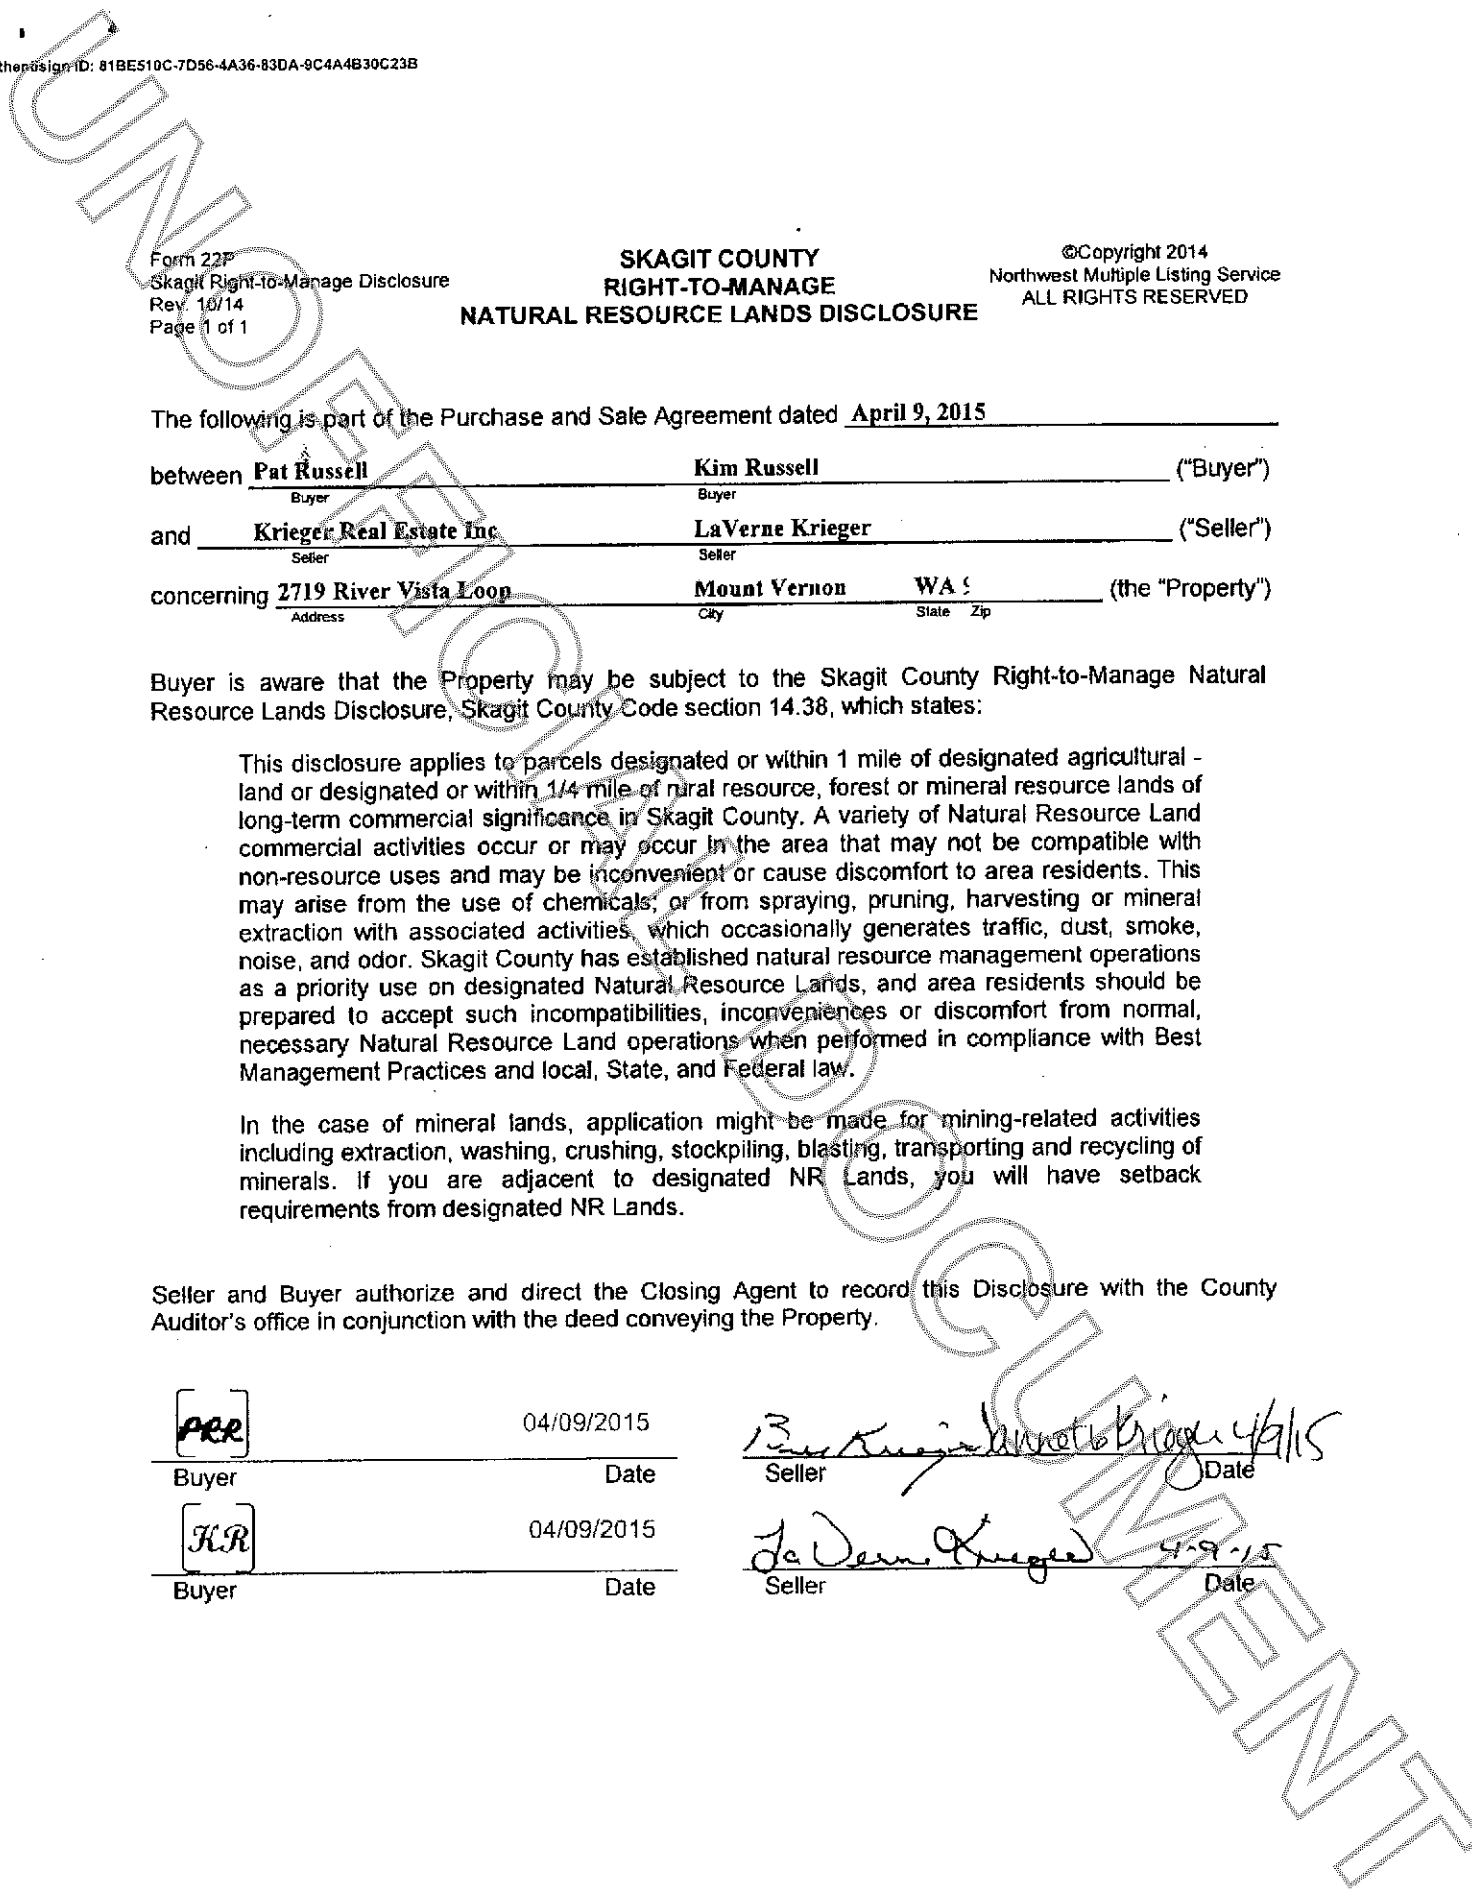 thentisign ID: 81BE510C-7D56-4A36-83DA-9C4A4B30C23B
UNOFFICIAL DOCUMENT
Form 22P
Skagit Right-to-Manage Disclosure
Rev. 10/14
Page 1 of 1
SKAGIT COUNTY
RIGHT-TO-MANAGE
NATURAL RESOURCE LANDS DISCLOSURE
©Copyright 2014
Northwest Multiple Listing Service
ALL RIGHTS RESERVED
The following is part of the Purchase and Sale Agreement dated April 9, 2015
between Pat Russell Kim Russell ("Buyer")
Buyer Buyer
and Krieger Real Estate Inc LaVerne Krieger ("Seller")
Seller Seller
concerning 2719 River Vista Loop Mount Vernon WA (the "Property")
Address City State Zip
Buyer is aware that the Property may be subject to the Skagit County Right-to-Manage Natural
Resource Lands Disclosure, Skagit County Code section 14.38, which states:
This disclosure applies to parcels designated or within 1 mile of designated agricultural -
land or designated or within 1/4 mile of rural resource, forest or mineral resource lands of
long-term commercial significance in Skagit County. A variety of Natural Resource Land
commercial activities occur or may occur in the area that may not be compatible with
non-resource uses and may be inconvenient or cause discomfort to area residents. This
may arise from the use of chemicals; or from spraying, pruning, harvesting or mineral
extraction with associated activities, which occasionally generates traffic, dust, smoke,
noise, and odor. Skagit County has established natural resource management operations
as a priority use on designated Natural Resource Lands, and area residents should be
prepared to accept such incompatibilities, inconveniences or discomfort from normal,
necessary Natural Resource Land operations when performed in compliance with Best
Management Practices and local, State, and Federal law.
In the case of mineral lands, application might be made for mining-related activities
including extraction, washing, crushing, stockpiling, blasting, transporting and recycling of
minerals. If you are adjacent to designated NR Lands, you will have setback
requirements from designated NR Lands.
Seller and Buyer authorize and direct the Closing Agent to record this Disclosure with the County
Auditor's office in conjunction with the deed conveying the Property.
PRR 04/09/2015 Krieger 4/9/15
Buyer Date Seller Date
KR 04/09/2015 LaVerne Krieger 4-9-15
Buyer Date Seller Date